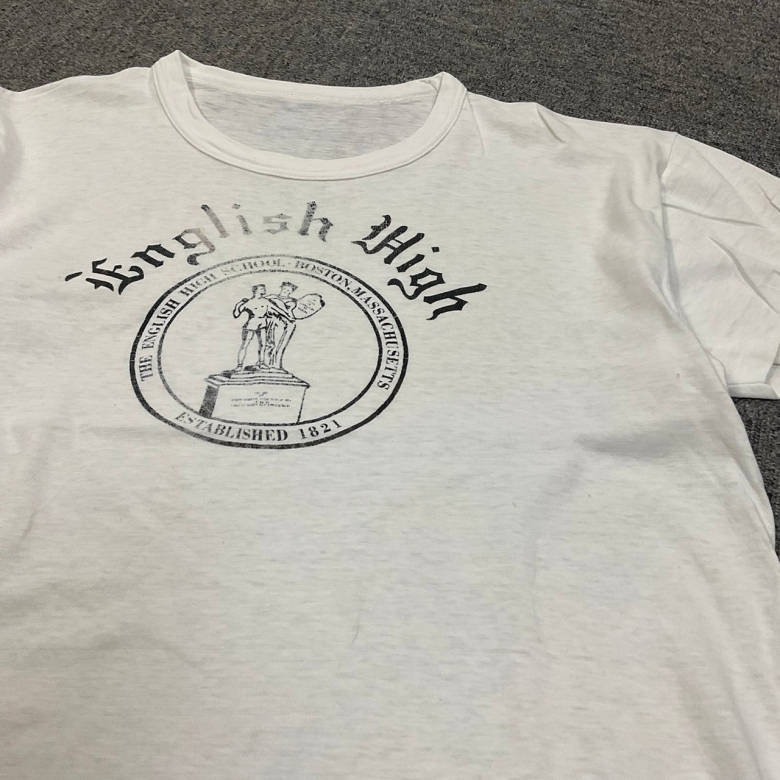 English High
THE ENGLISH HIGH SCHOOL · BOSTON, MASSACHUSETTS
ESTABLISHED 1821